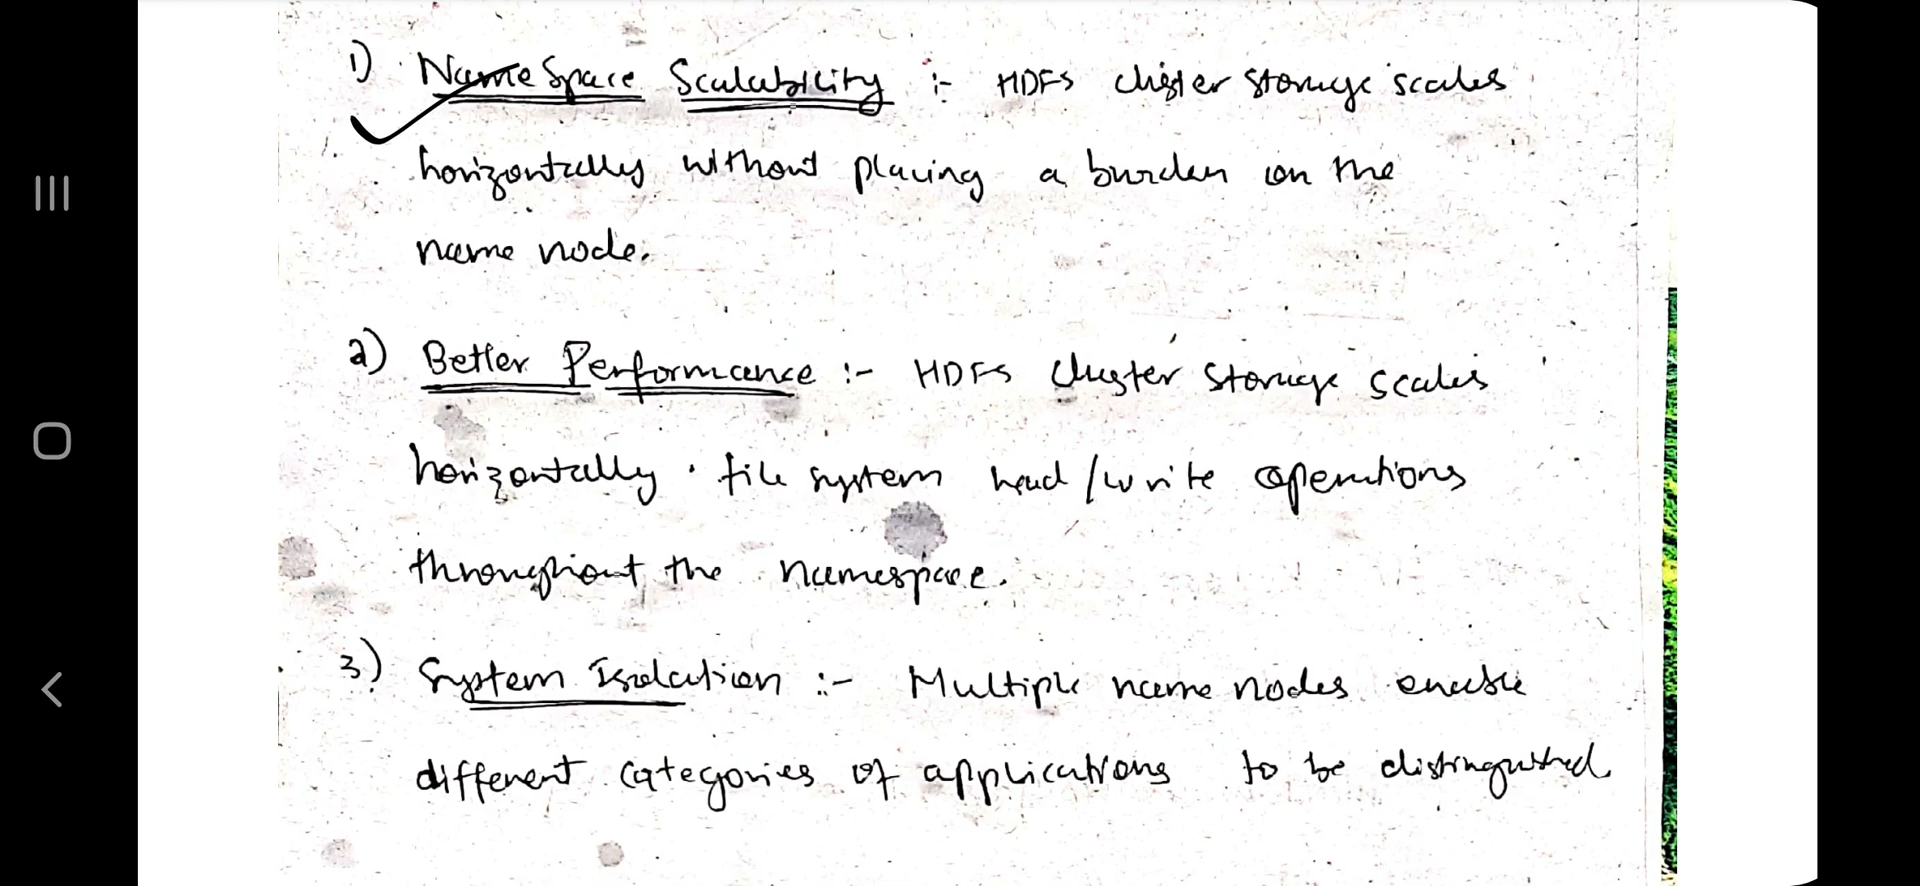 1) Name Space Scalability :- HDFS cluster storage scales
horizontally without placing a burden on the
name node.
2) Better Performance :- HDFS cluster storage scales
horizontally. file system read/write operations
throughout the namespace.
3) System Isolation :- Multiple name nodes enable
different categories of applications to be distinguished.